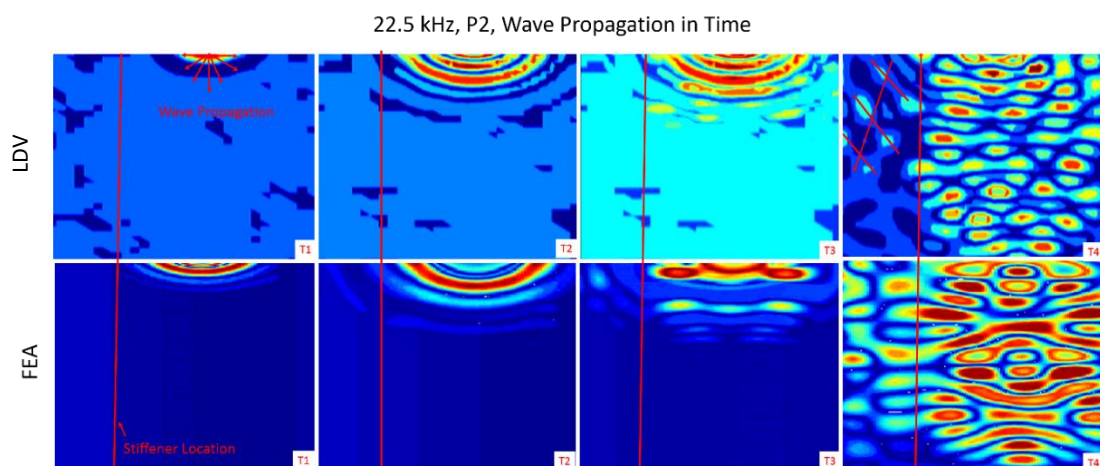 22.5 kHz, P2, Wave Propagation in Time
LDV
Wave Propagation
T1
T2
T3
T4
FEA
Stiffener Location
T1
T2
T3
T4